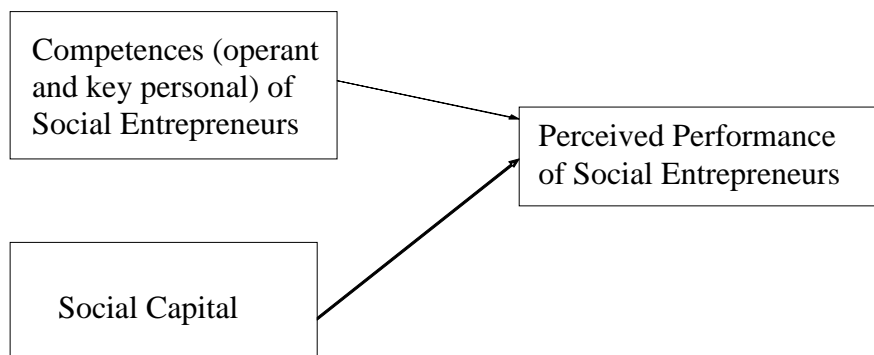 Competences (operant
and key personal) of
Social Entrepreneurs
Perceived Performance
of Social Entrepreneurs
Social Capital